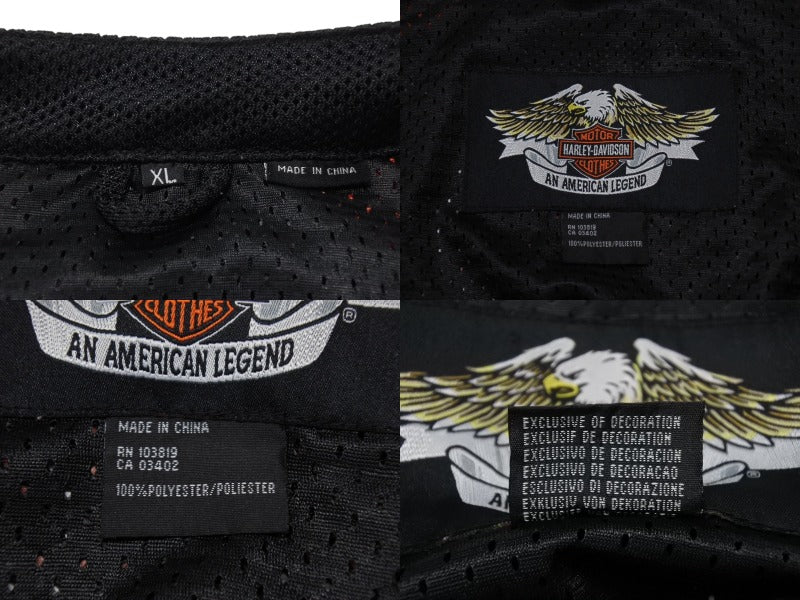 XL
MADE IN CHINA
MOTOR
HARLEY-DAVIDSON
CLOTHES
®
AN AMERICAN LEGEND
MADE IN CHINA
RN 103819
CA 03402
100%POLYESTER/POLIESTER
CLOTHES
®
AN AMERICAN LEGEND
MADE IN CHINA
RN 103819
CA 03402
100%POLYESTER/POLIESTER
EXCLUSIVE OF DECORATION
EXCLUSIF DE DECORATION
EXCLUSIVO DE DECORACION
EXCLUSIVO DE DECORACAO
ESCLUSIVO DI DECORAZIONE
EXKLUSIV VON DEKORATION
®
AN